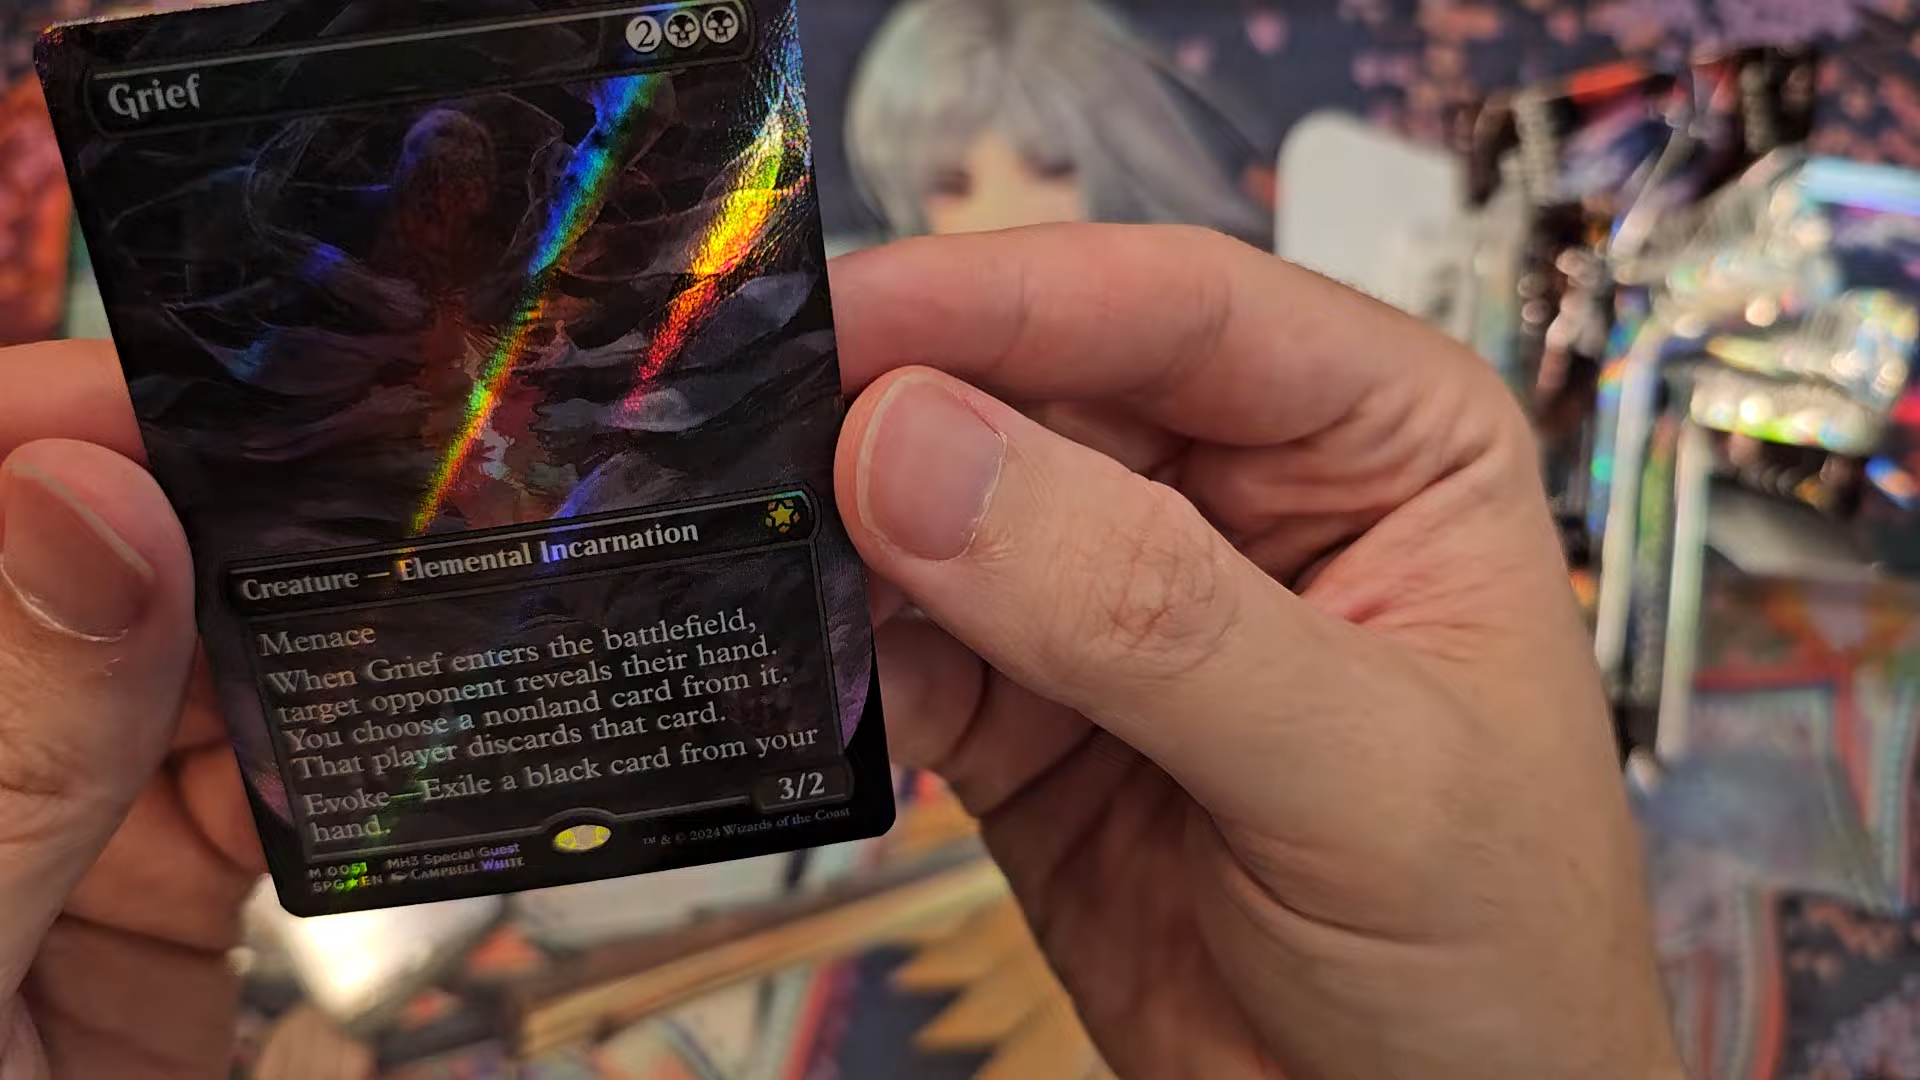 Grief
2
Creature — Elemental Incarnation
Menace
When Grief enters the battlefield,
target opponent reveals their hand.
You choose a nonland card from it.
That player discards that card.
Evoke—Exile a black card from your
hand.
3/2
M 0051 MH3 Special Guest
SPG★EN CAMPBELL WHITE
™ & © 2024 Wizards of the Coast